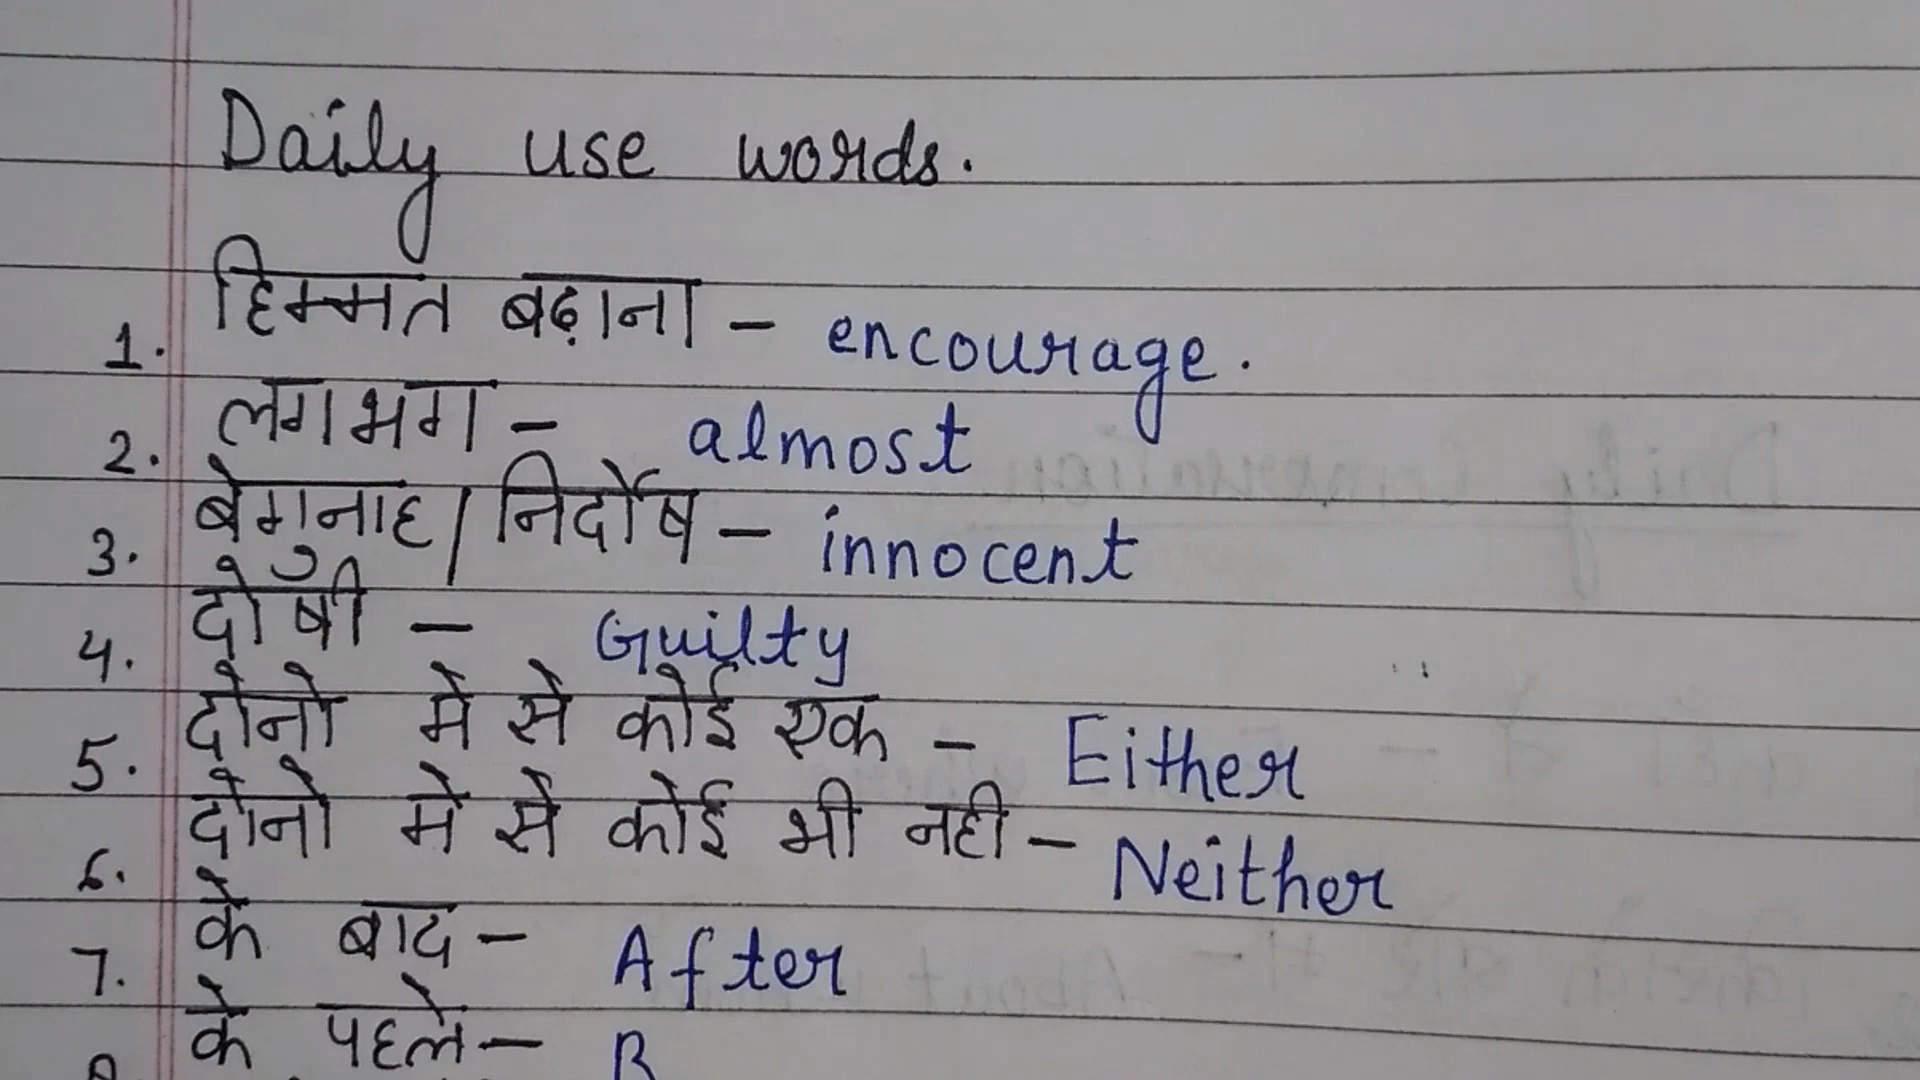 Daily use words.
1. हिम्मत बढ़ाना - encourage.
2. लगभग - almost
3. बेगुनाह / निर्दोष - innocent
4. दोषी - Guilty
5. दोनो मे से कोई एक - Either
6. दोनो मे से कोई भी नही - Neither
7. के बाद - After
के पहले -